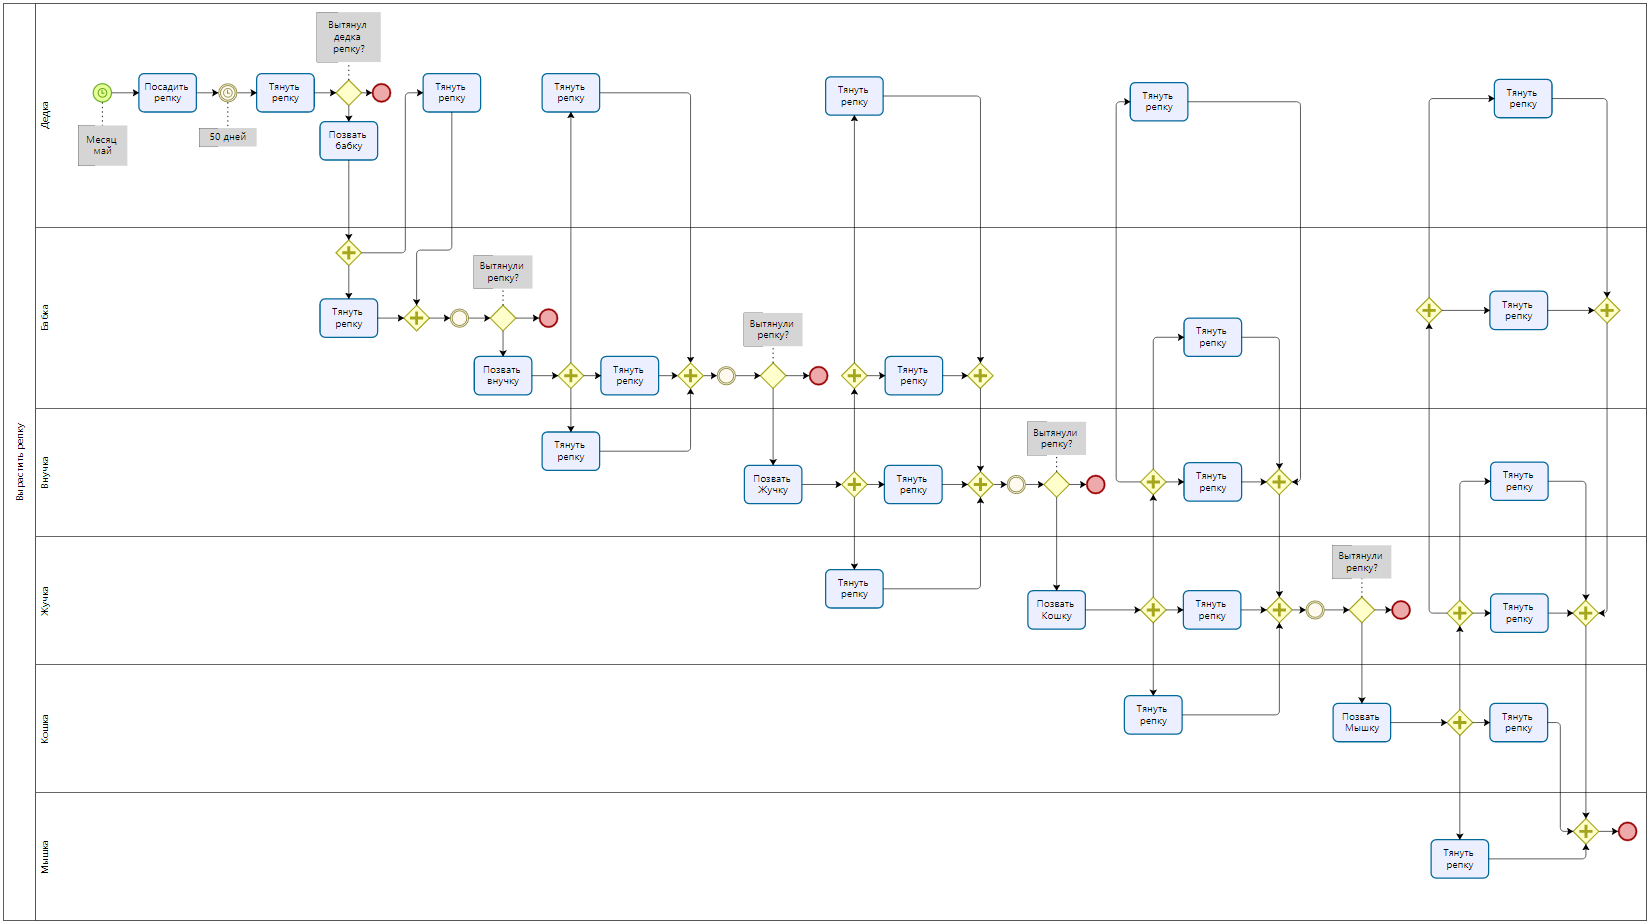 Вырастить репку
Дедка
Вытянул
дедка
репку?
Посадить
репку
Тянуть
репку
Тянуть
репку
Тянуть
репку
Тянуть
репку
Тянуть
репку
Тянуть
репку
Месяц
май
50 дней
Позвать
бабку
Бабка
Вытянули
репку?
Тянуть
репку
Тянуть
репку
Тянуть
репку
Вытянули
репку?
Позвать
внучку
Тянуть
репку
Тянуть
репку
Внучка
Тянуть
репку
Вытянули
репку?
Позвать
Жучку
Тянуть
репку
Тянуть
репку
Тянуть
репку
Жучка
Вытянули
репку?
Тянуть
репку
Позвать
Кошку
Тянуть
репку
Тянуть
репку
Кошка
Тянуть
репку
Позвать
Мышку
Тянуть
репку
Мышка
Тянуть
репку